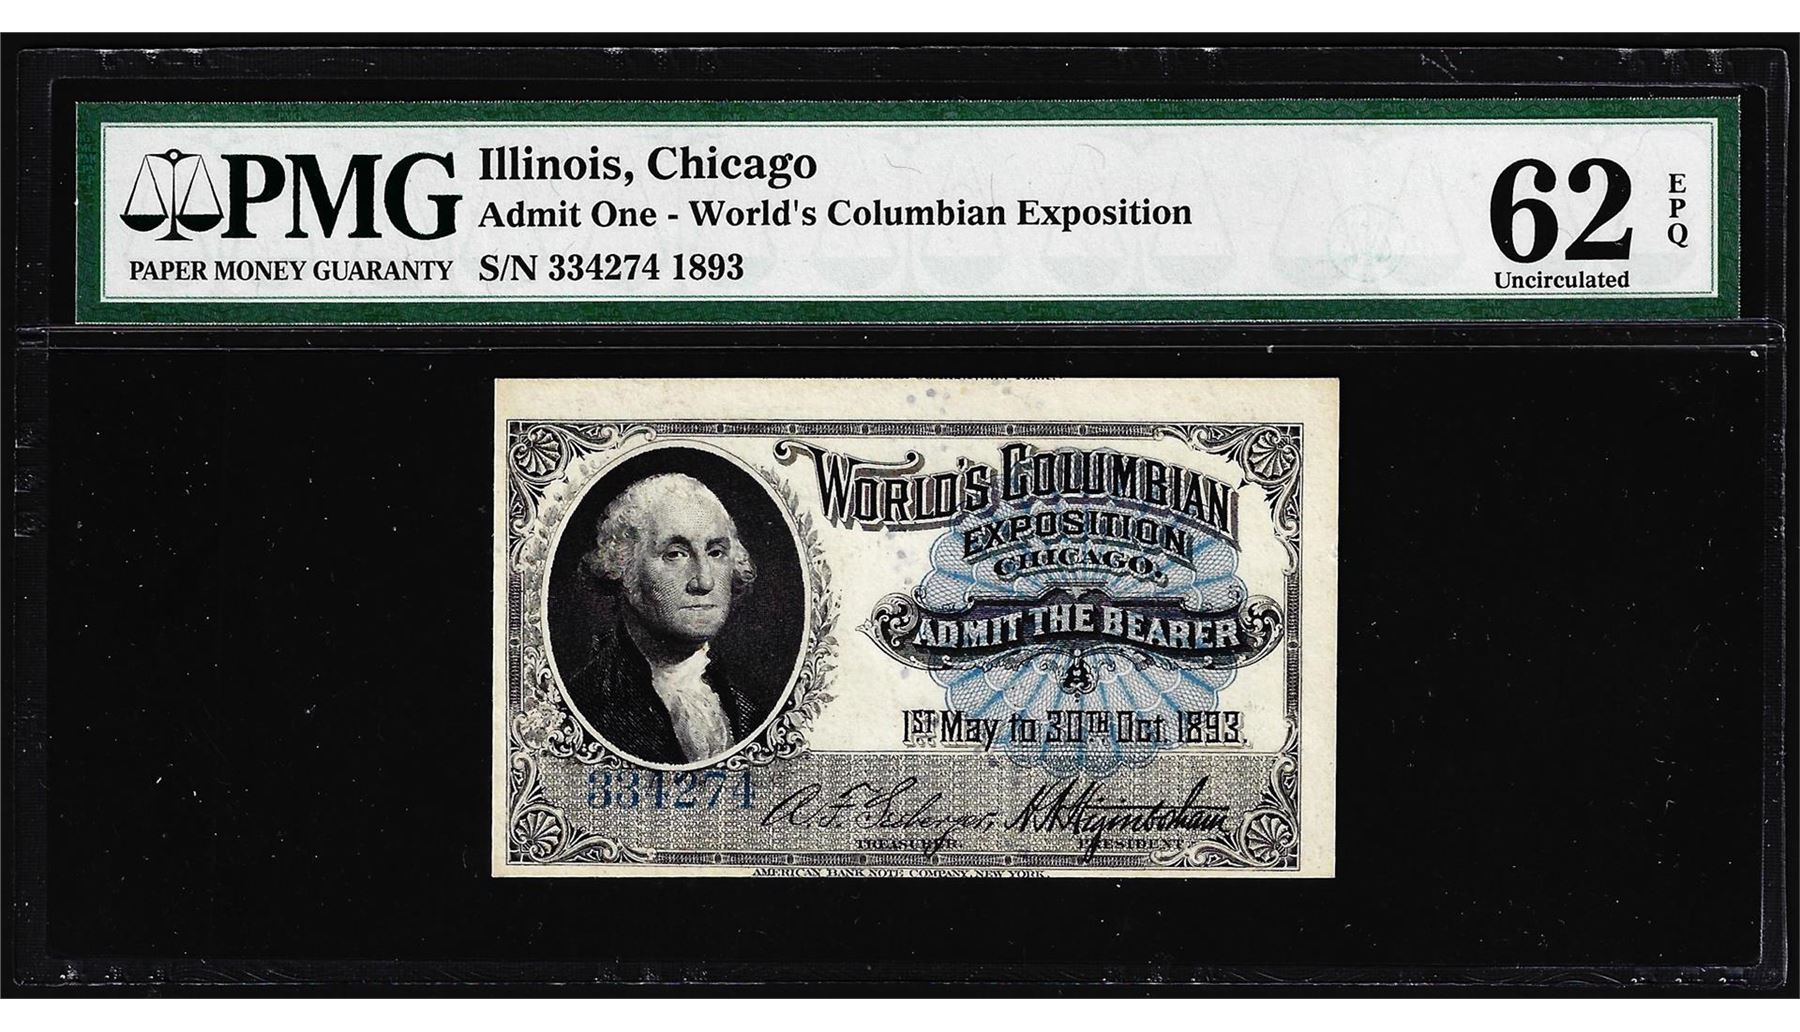 PMG
PAPER MONEY GUARANTY
Illinois, Chicago
Admit One - World's Columbian Exposition
S/N 334274 1893
62
Uncirculated
EPQ
WORLD'S COLUMBIAN
EXPOSITION
CHICAGO.
ADMIT THE BEARER
1ST May to 30TH Oct. 1893.
334274
A. F. Seeberger,
TREASURER.
H. N. Higinbotham
PRESIDENT.
AMERICAN BANK NOTE COMPANY, NEW YORK.